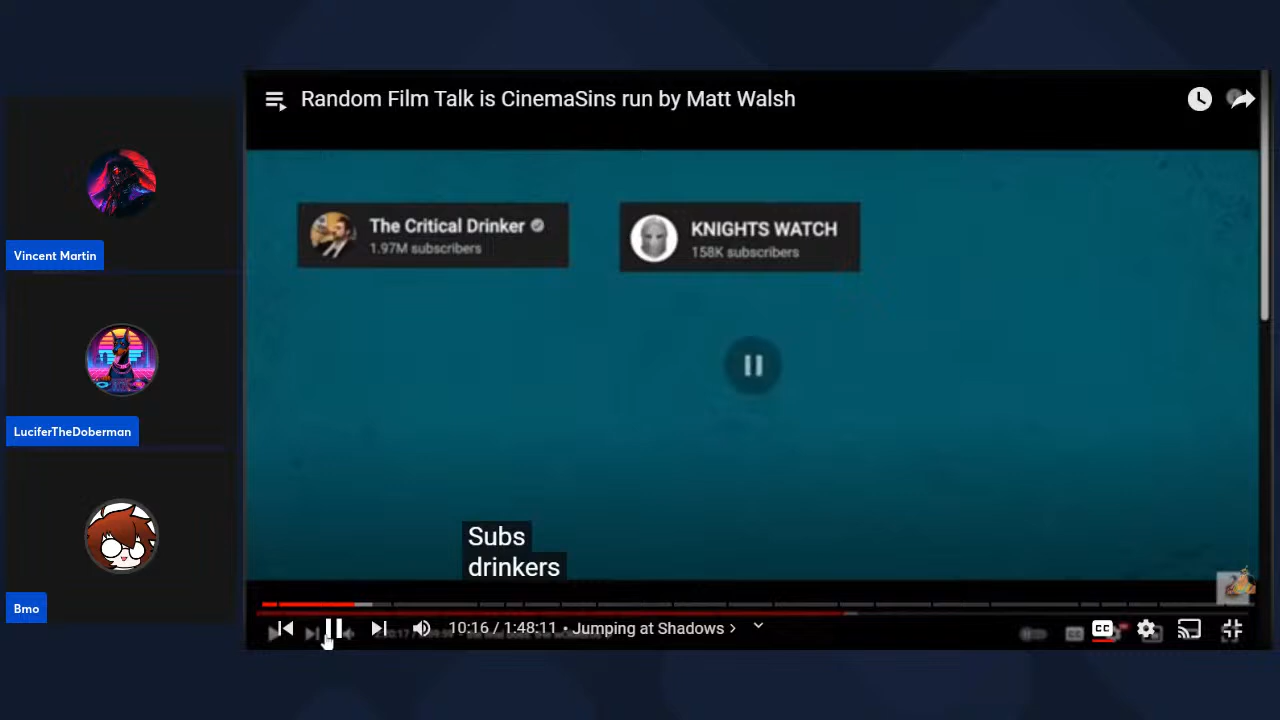 Random Film Talk is CinemaSins run by Matt Walsh
The Critical Drinker
1.97M subscribers
KNIGHTS WATCH
158K subscribers
Vincent Martin
LuciferTheDoberman
Bmo
Subs
drinkers
10:16 / 1:48:11 • Jumping at Shadows
CC